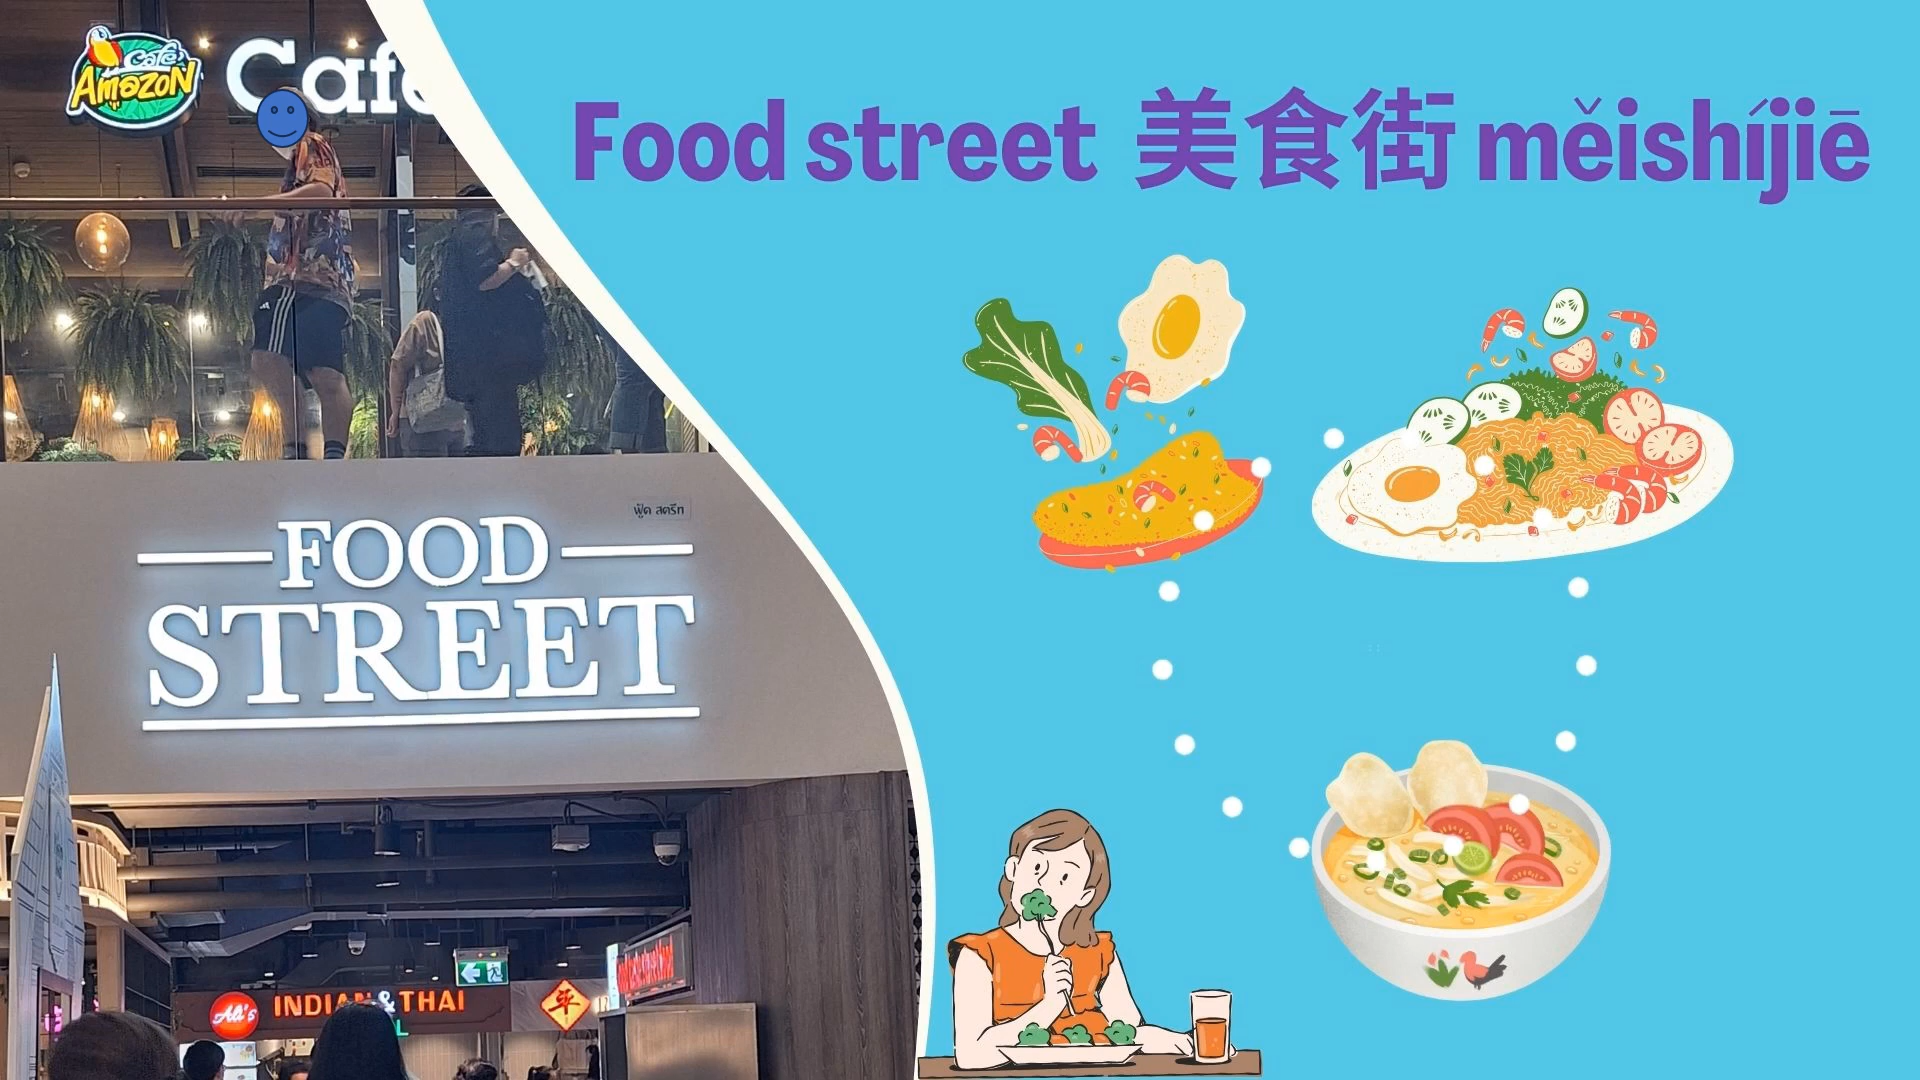 Café
Amazon
Café
Food street 美食街 měishíjiē
ฟู้ด สตรีท
FOOD
STREET
Ali's
INDIAN & THAI